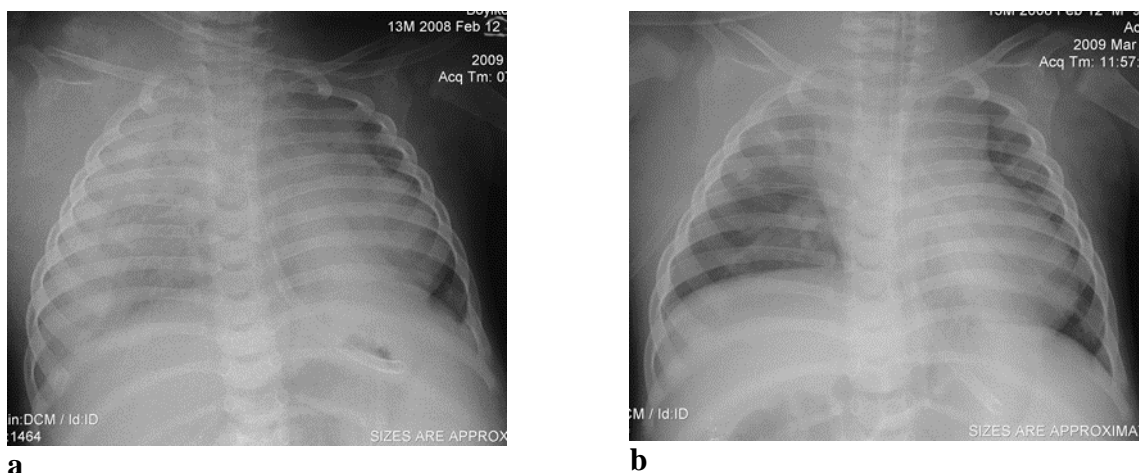 13M 2008 Feb 12
2009
Acq Tm: 0
in:DCM / Id:ID
:1464
SIZES ARE APPROX
a
2009 Mar
Acq Tm: 11:57:
CM / Id:ID
SIZES ARE APPROXIMA
b